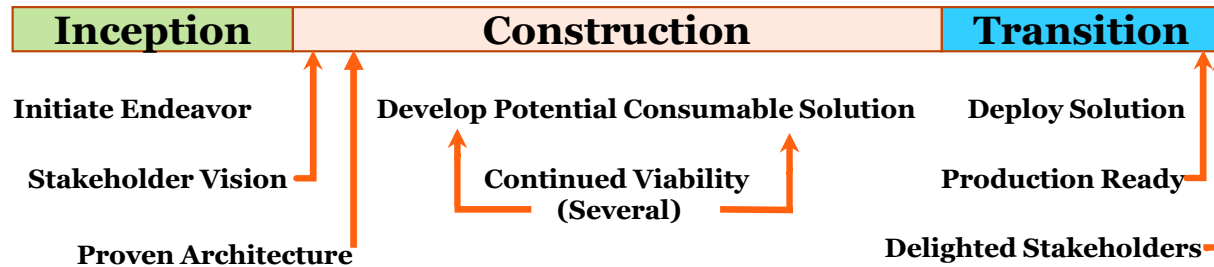 Inception Construction Transition
Initiate Endeavor Develop Potential Consumable Solution Deploy Solution
Stakeholder Vision Continued Viability Production Ready
(Several)
Proven Architecture Delighted Stakeholders